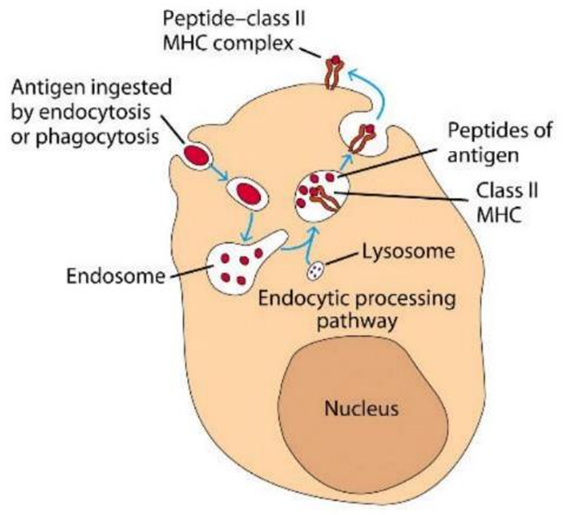 Peptide–class II
MHC complex
Antigen ingested
by endocytosis
or phagocytosis
Peptides of
antigen
Class II
MHC
Lysosome
Endosome
Endocytic processing
pathway
Nucleus